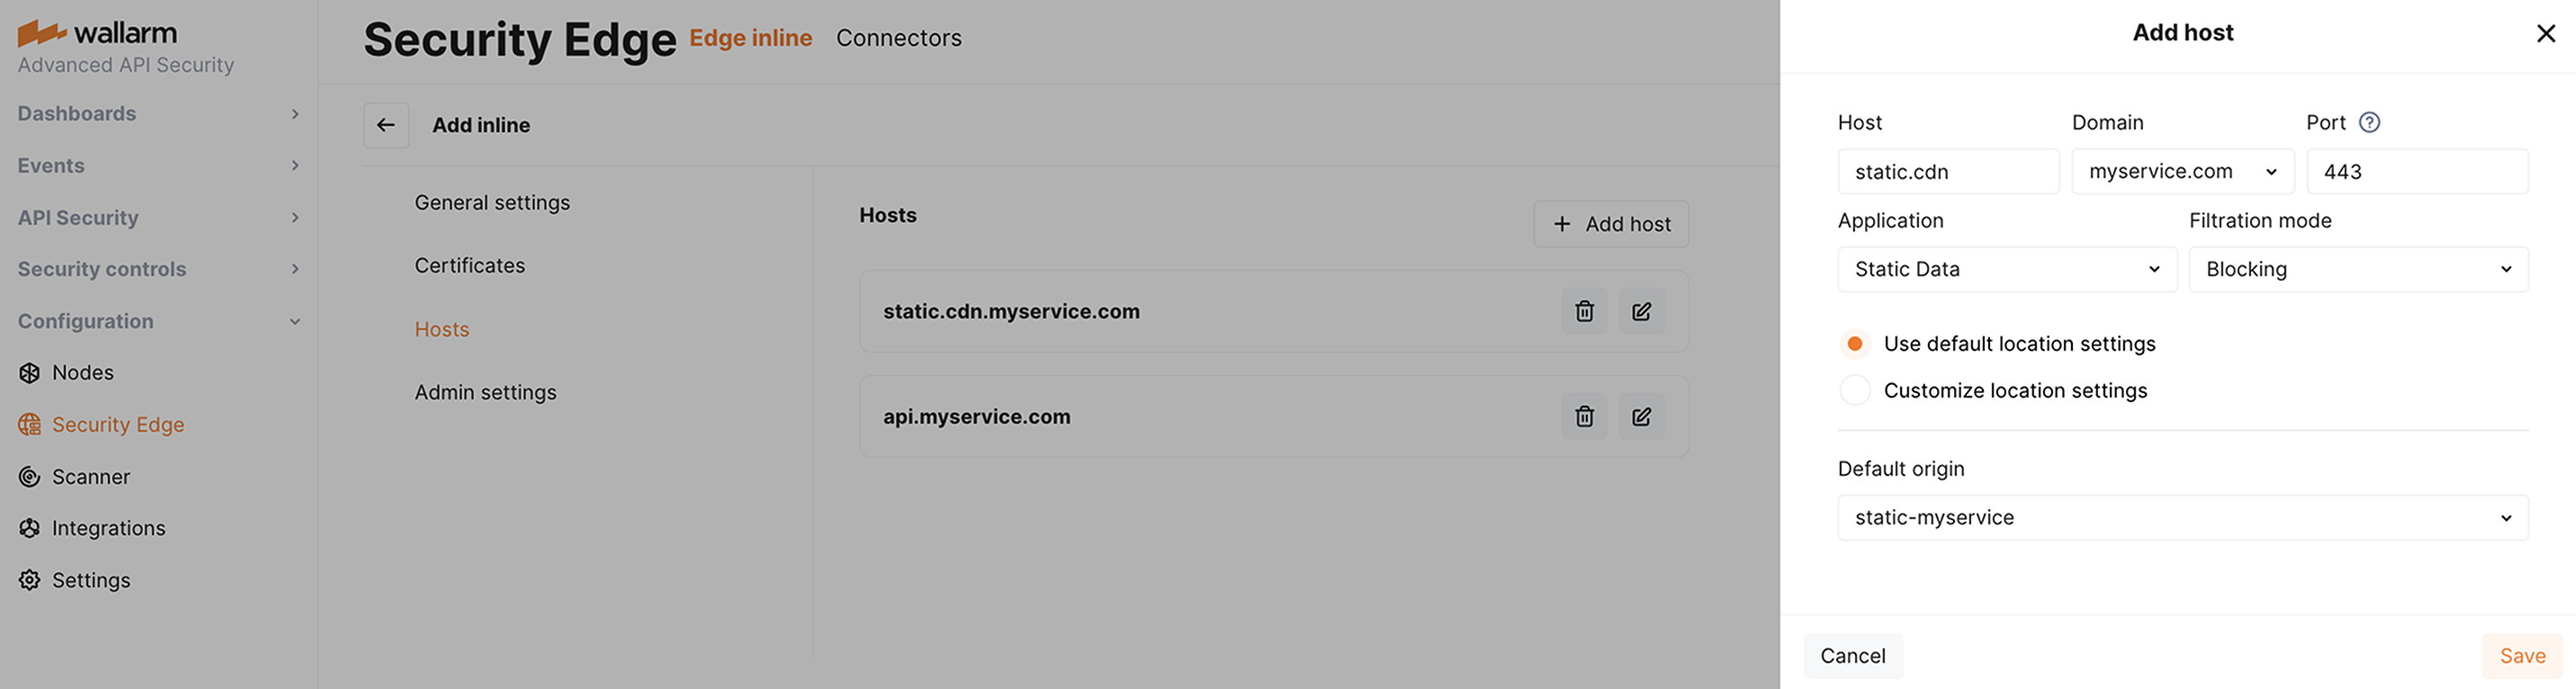 wallarm
Advanced API Security
Dashboards
Events
API Security
Security controls
Configuration
Nodes
Security Edge
Scanner
Integrations
Settings
Security Edge Edge inline Connectors
Add inline
General settings
Certificates
Hosts
Admin settings
Hosts
+ Add host
static.cdn.myservice.com
api.myservice.com
Add host
Host Domain Port ?
static.cdn myservice.com 443
Application Filtration mode
Static Data Blocking
Use default location settings
Customize location settings
Default origin
static-myservice
Cancel Save